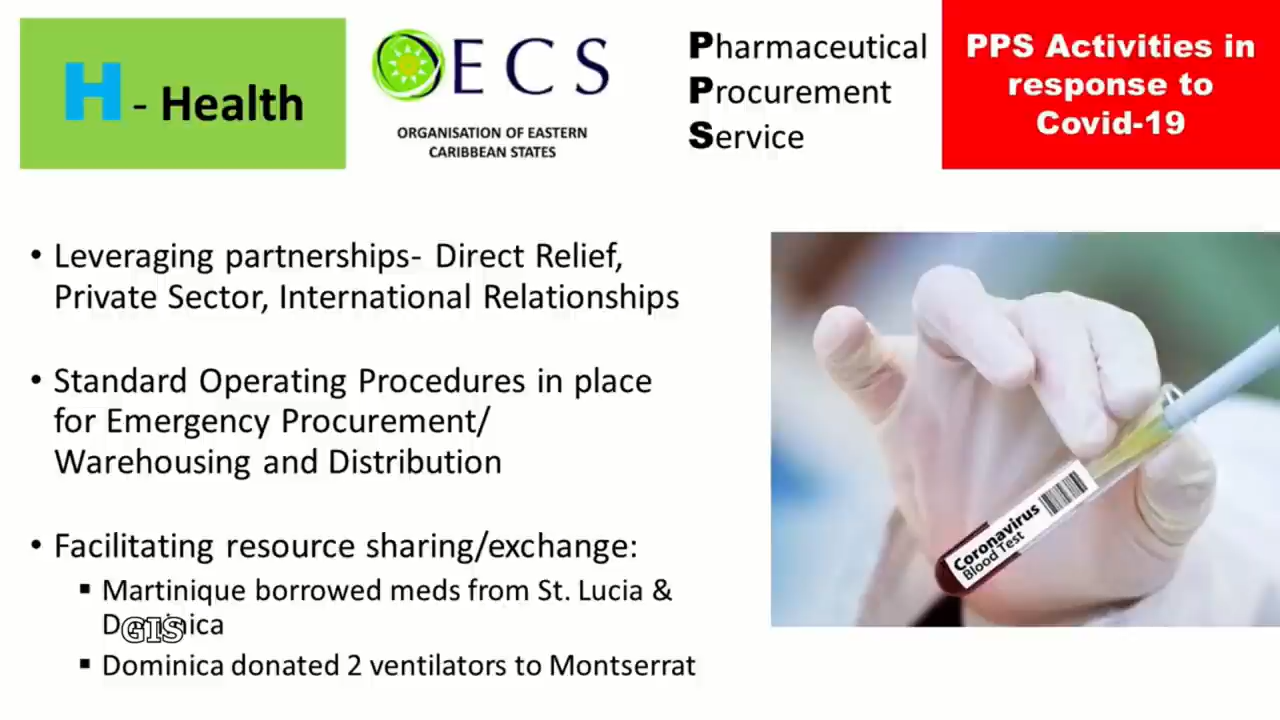 H - Health
OECS
ORGANISATION OF EASTERN
CARIBBEAN STATES
Pharmaceutical
Procurement
Service
PPS Activities in
response to
Covid-19
• Leveraging partnerships- Direct Relief,
Private Sector, International Relationships
• Standard Operating Procedures in place
for Emergency Procurement/
Warehousing and Distribution
• Facilitating resource sharing/exchange:
▪ Martinique borrowed meds from St. Lucia &
GIS
▪ Dominica donated 2 ventilators to Montserrat
Coronavirus
Blood Test